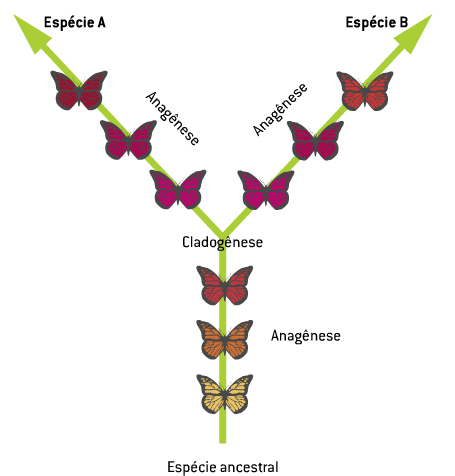 Espécie A
Espécie B
Anagênese
Anagênese
Cladogênese
Anagênese
Espécie ancestral